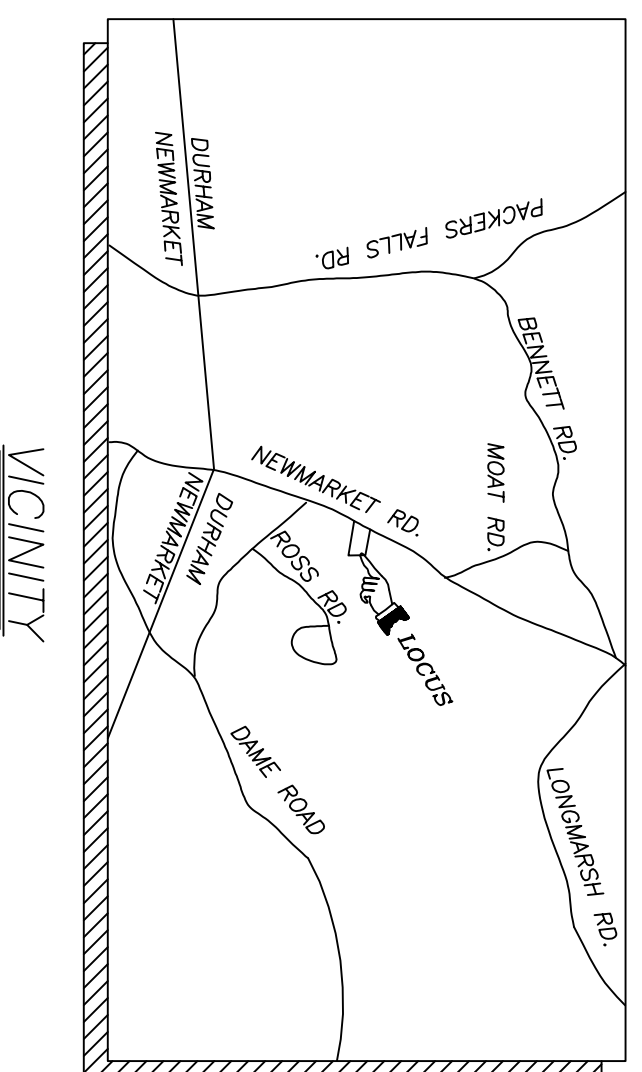 DURHAM
NEWMARKET
PACKERS FALLS RD.
BENNETT RD.
MOAT RD.
NEWMARKET RD.
DURHAM
NEWMARKET
ROSS RD.
LOCUS
DAME ROAD
LONGMARSH RD.
VICINITY